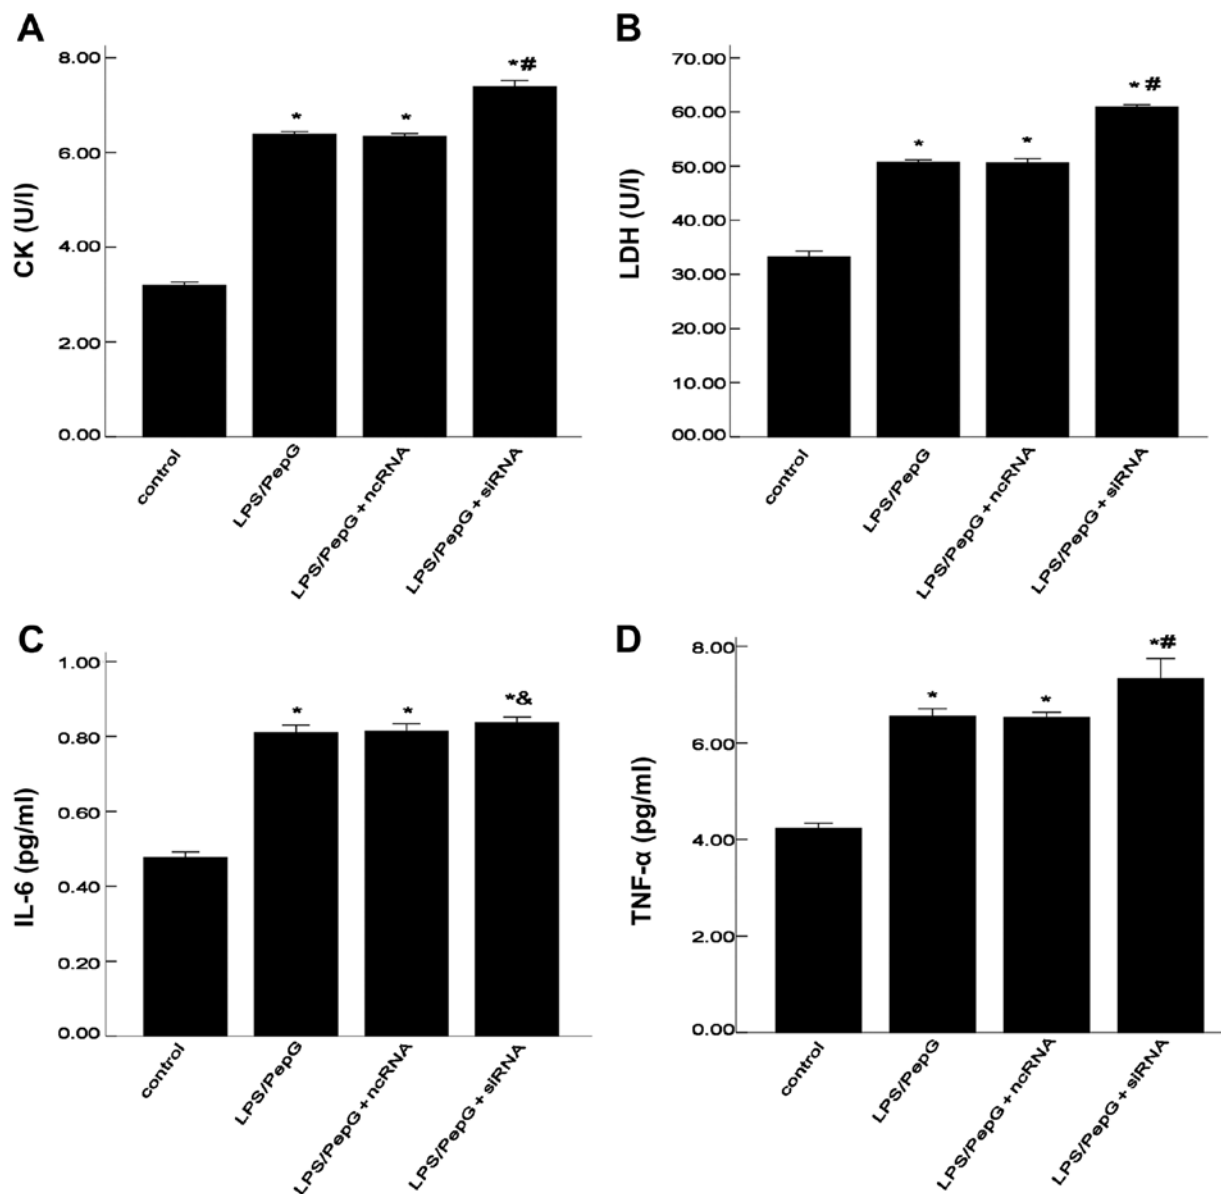 A
CK (U/l)
8.00
6.00
4.00
2.00
0.00
*
*
*#
control
LPS/PepG
LPS/PepG + ncRNA
LPS/PepG + siRNA
B
LDH (U/l)
70.00
60.00
50.00
40.00
30.00
20.00
10.00
00.00
*
*
* #
control
LPS/PepG
LPS/PepG + ncRNA
LPS/PepG + siRNA
C
IL-6 (pg/ml)
1.00
0.80
0.60
0.40
0.20
0.00
*
*
*&
control
LPS/PepG
LPS/PepG + ncRNA
LPS/PepG + siRNA
D
TNF-α (pg/ml)
8.00
6.00
4.00
2.00
0.00
*
*
*#
control
LPS/PepG
LPS/PepG + ncRNA
LPS/PepG + siRNA